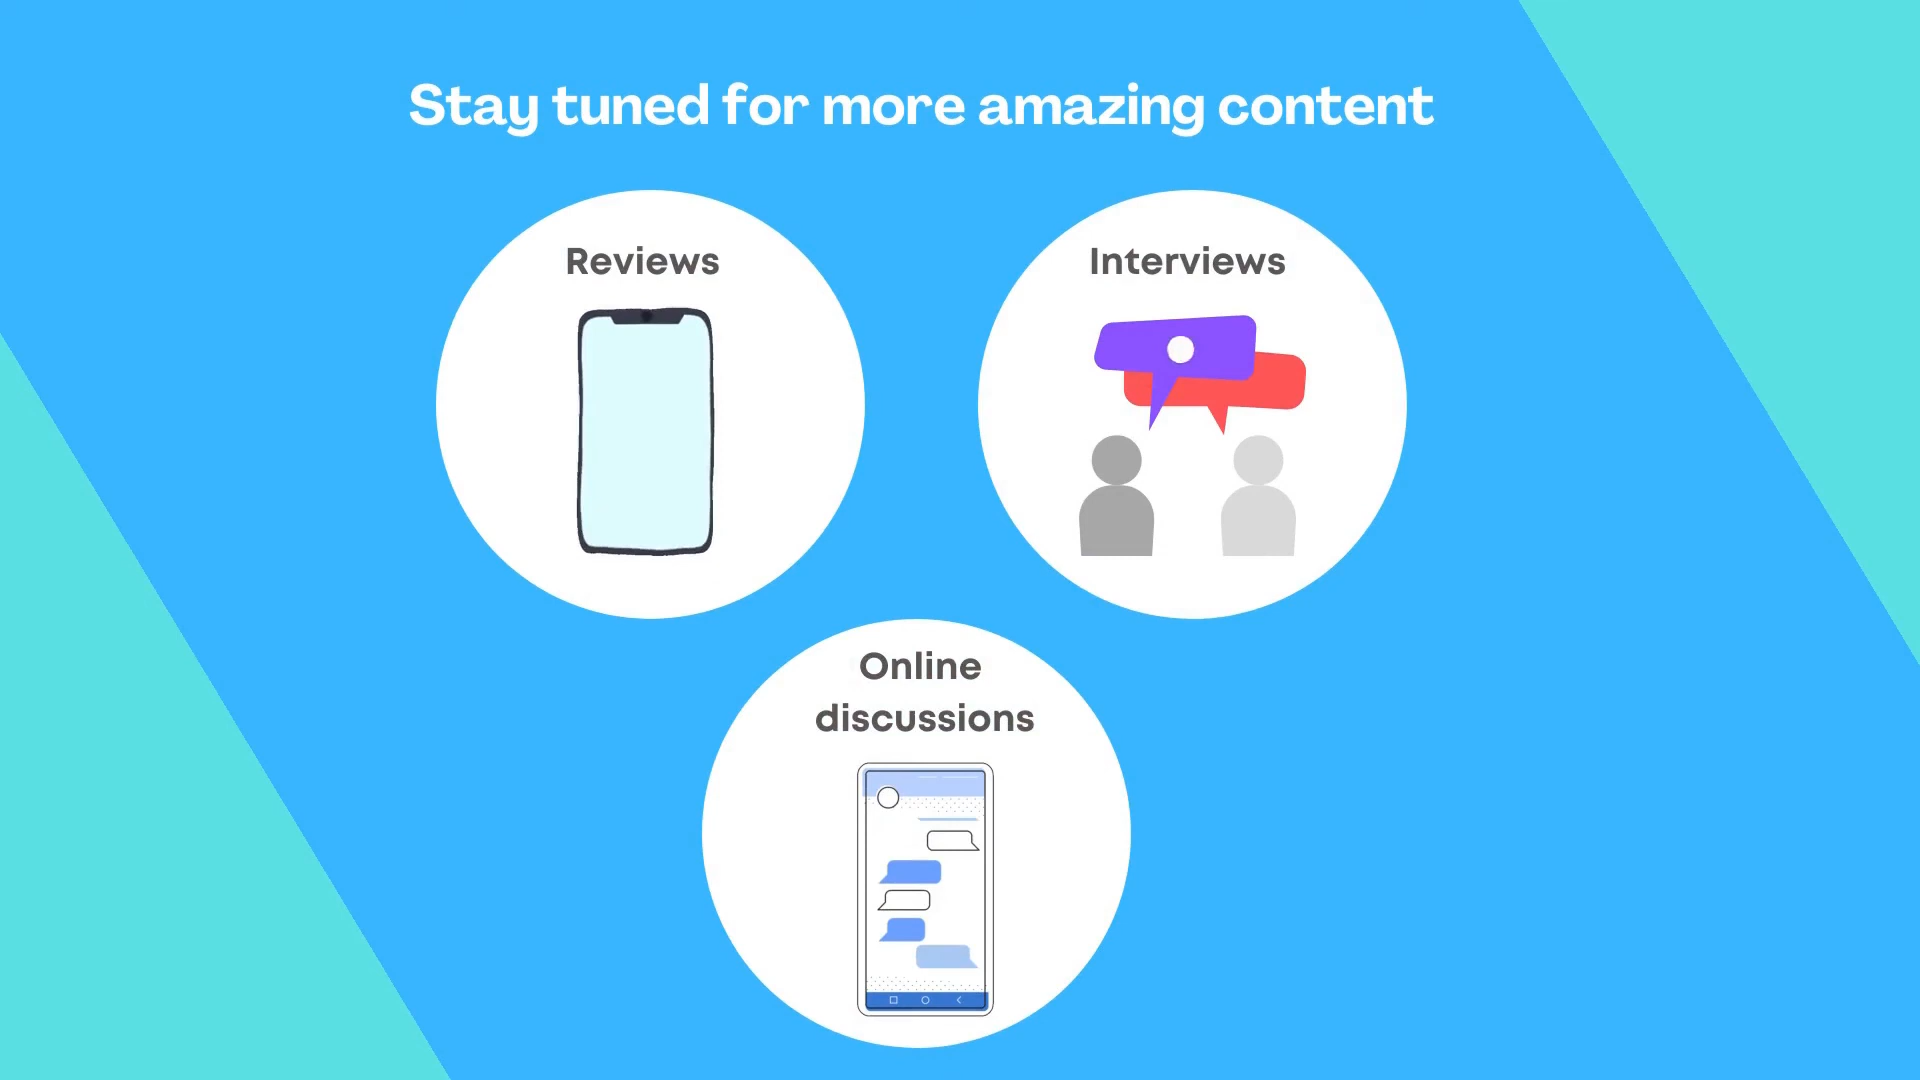 Stay tuned for more amazing content
Reviews
Interviews
Online
discussions